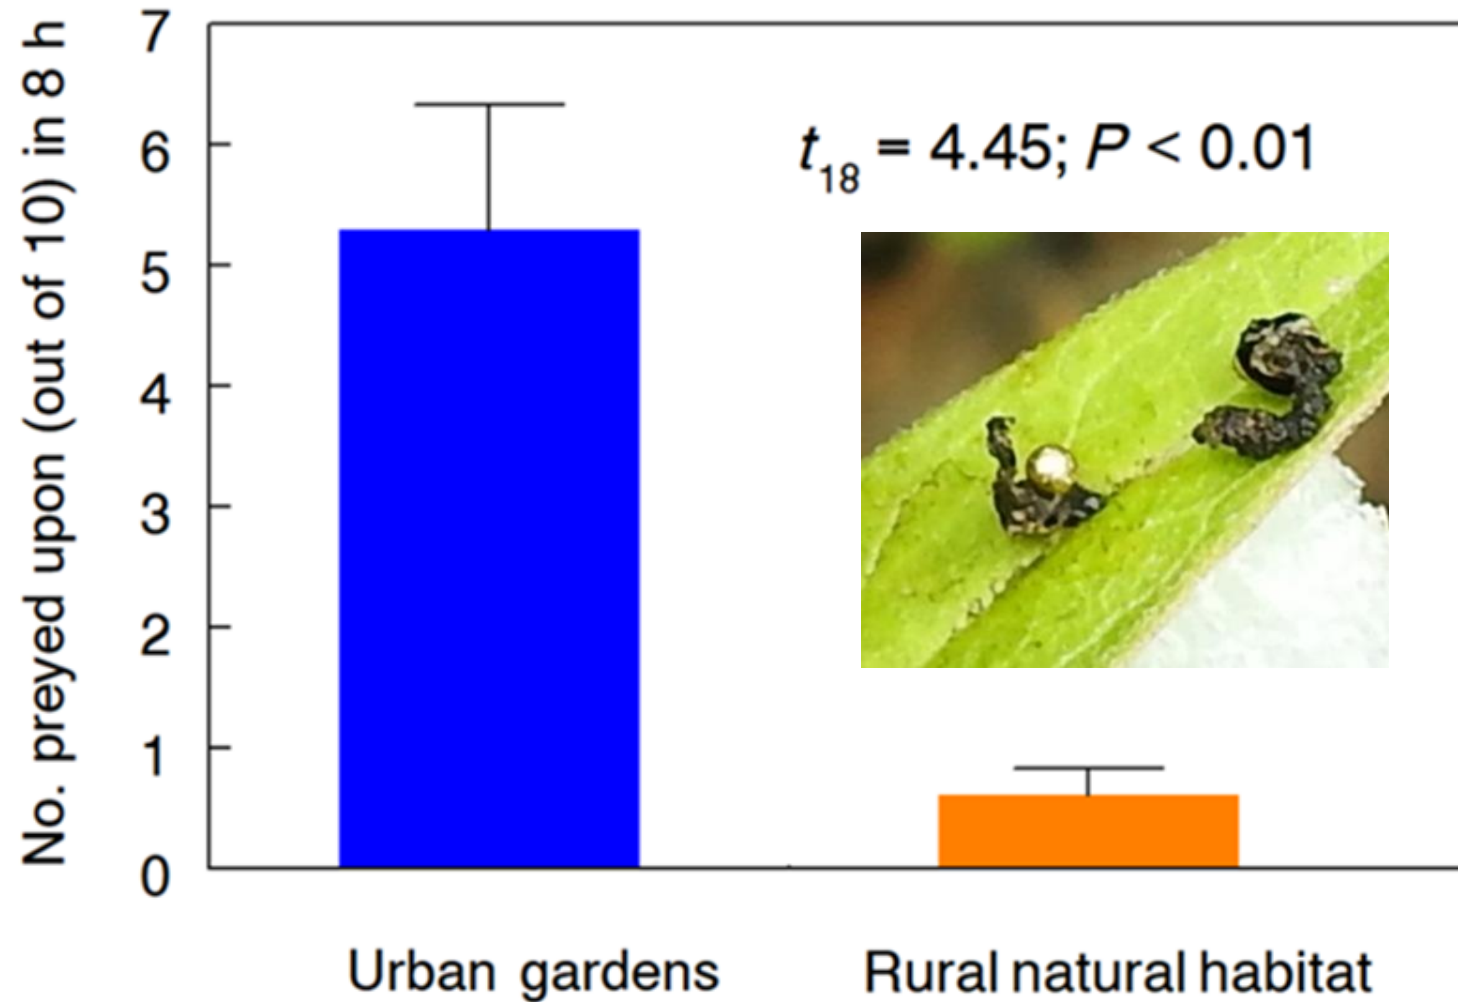 No. preyed upon (out of 10) in 8 h
7
6
5
4
3
2
1
0
t18 = 4.45; P < 0.01
Urban gardens
Rural natural habitat